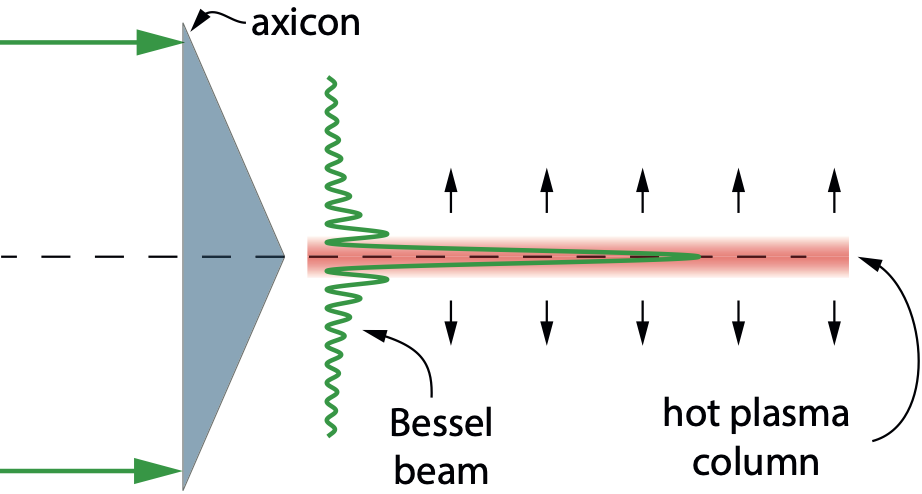 axicon
Bessel
beam
hot plasma
column